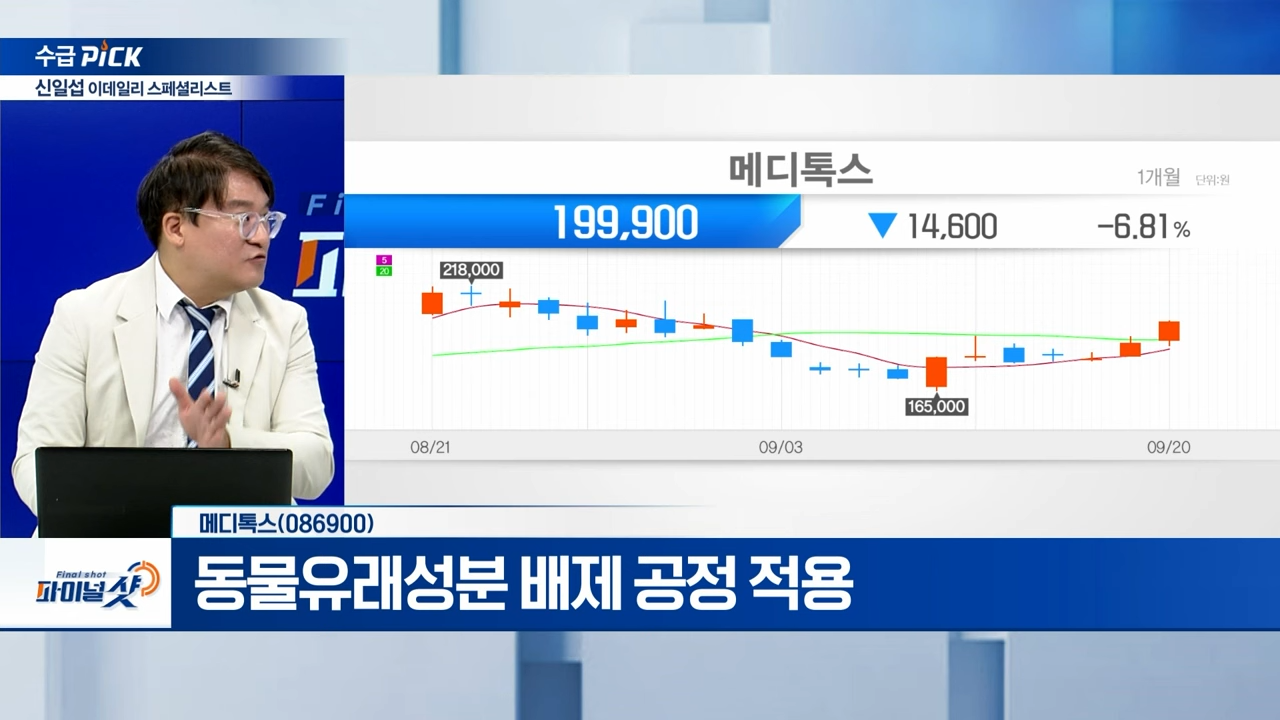 수급 PiCK
신일섭 이데일리 스페셜리스트
Fi
메디톡스
1개월 단위:원
199,900 ▼ 14,600 -6.81%
5
20
218,000
165,000
08/21 09/03 09/20
메디톡스(086900)
Final shot
파이널샷
동물유래성분 배제 공정 적용